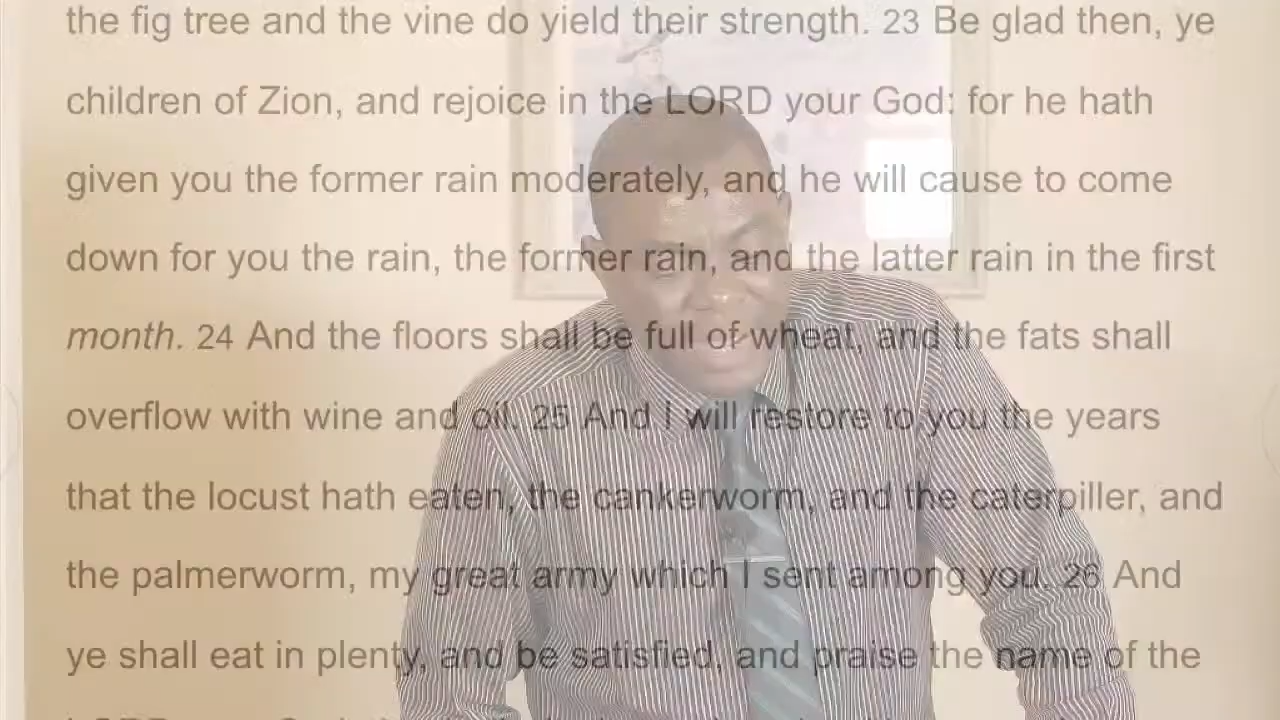 the fig tree and the vine do yield their strength. 23 Be glad then, ye
children of Zion, and rejoice in the LORD your God: for he hath
given you the former rain moderately, and he will cause to come
down for you the rain, the former rain, and the latter rain in the first
month. 24 And the floors shall be full of wheat, and the fats shall
overflow with wine and oil. 25 And I will restore to you the years
that the locust hath eaten, the cankerworm, and the caterpiller, and
the palmerworm, my great army which I sent among you. 26 And
ye shall eat in plenty, and be satisfied, and praise the name of the